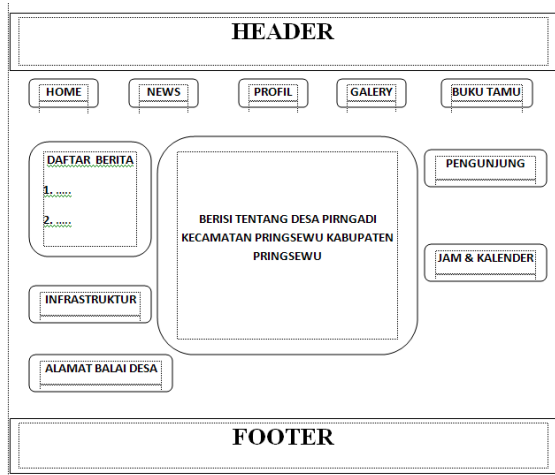 HEADER
HOME
NEWS
PROFIL
GALERY
BUKU TAMU
DAFTAR BERITA
1. .....
2. .....
BERISI TENTANG DESA PIRNGADI
KECAMATAN PRINGSEWU KABUPATEN
PRINGSEWU
PENGUNJUNG
JAM & KALENDER
INFRASTRUKTUR
ALAMAT BALAI DESA
FOOTER